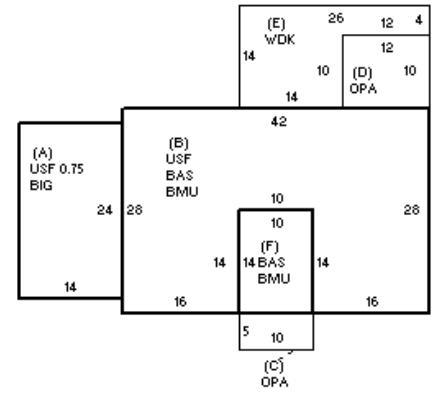 (E)
WDK
26
12
4
14
12
10
(D)
OPA
10
14
42
(A)
USF 0.75
BIG
(B)
USF
BAS
BMU
24
28
28
10
10
14
14
(F)
BAS
BMU
14
14
16
16
5
10
(C)
OPA